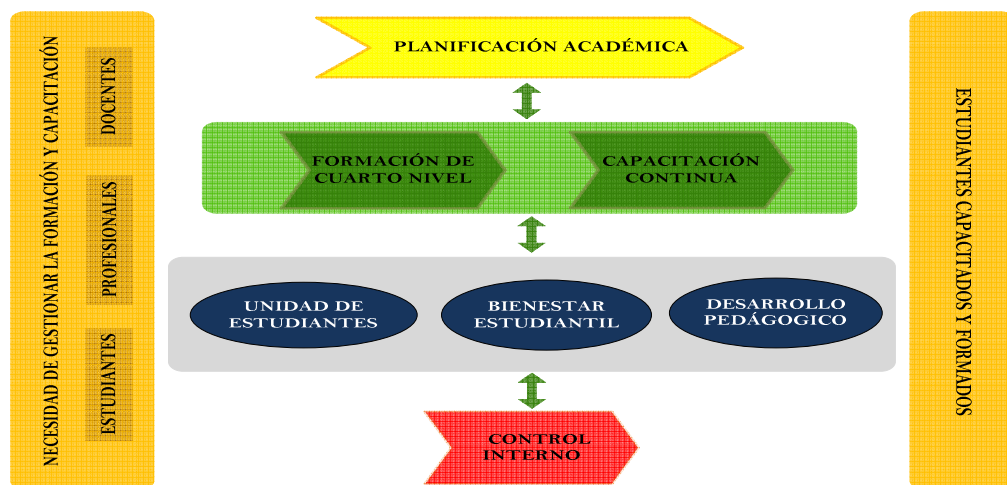 NECESIDAD DE GESTIONAR LA FORMACIÓN Y CAPACITACIÓN
DOCENTES
PROFESIONALES
ESTUDIANTES
PLANIFICACIÓN ACADÉMICA
FORMACIÓN DE
CUARTO NIVEL
CAPACITACIÓN
CONTINUA
UNIDAD DE
ESTUDIANTES
BIENESTAR
ESTUDIANTIL
DESARROLLO
PEDÁGOGICO
CONTROL
INTERNO
ESTUDIANTES CAPACITADOS Y FORMADOS